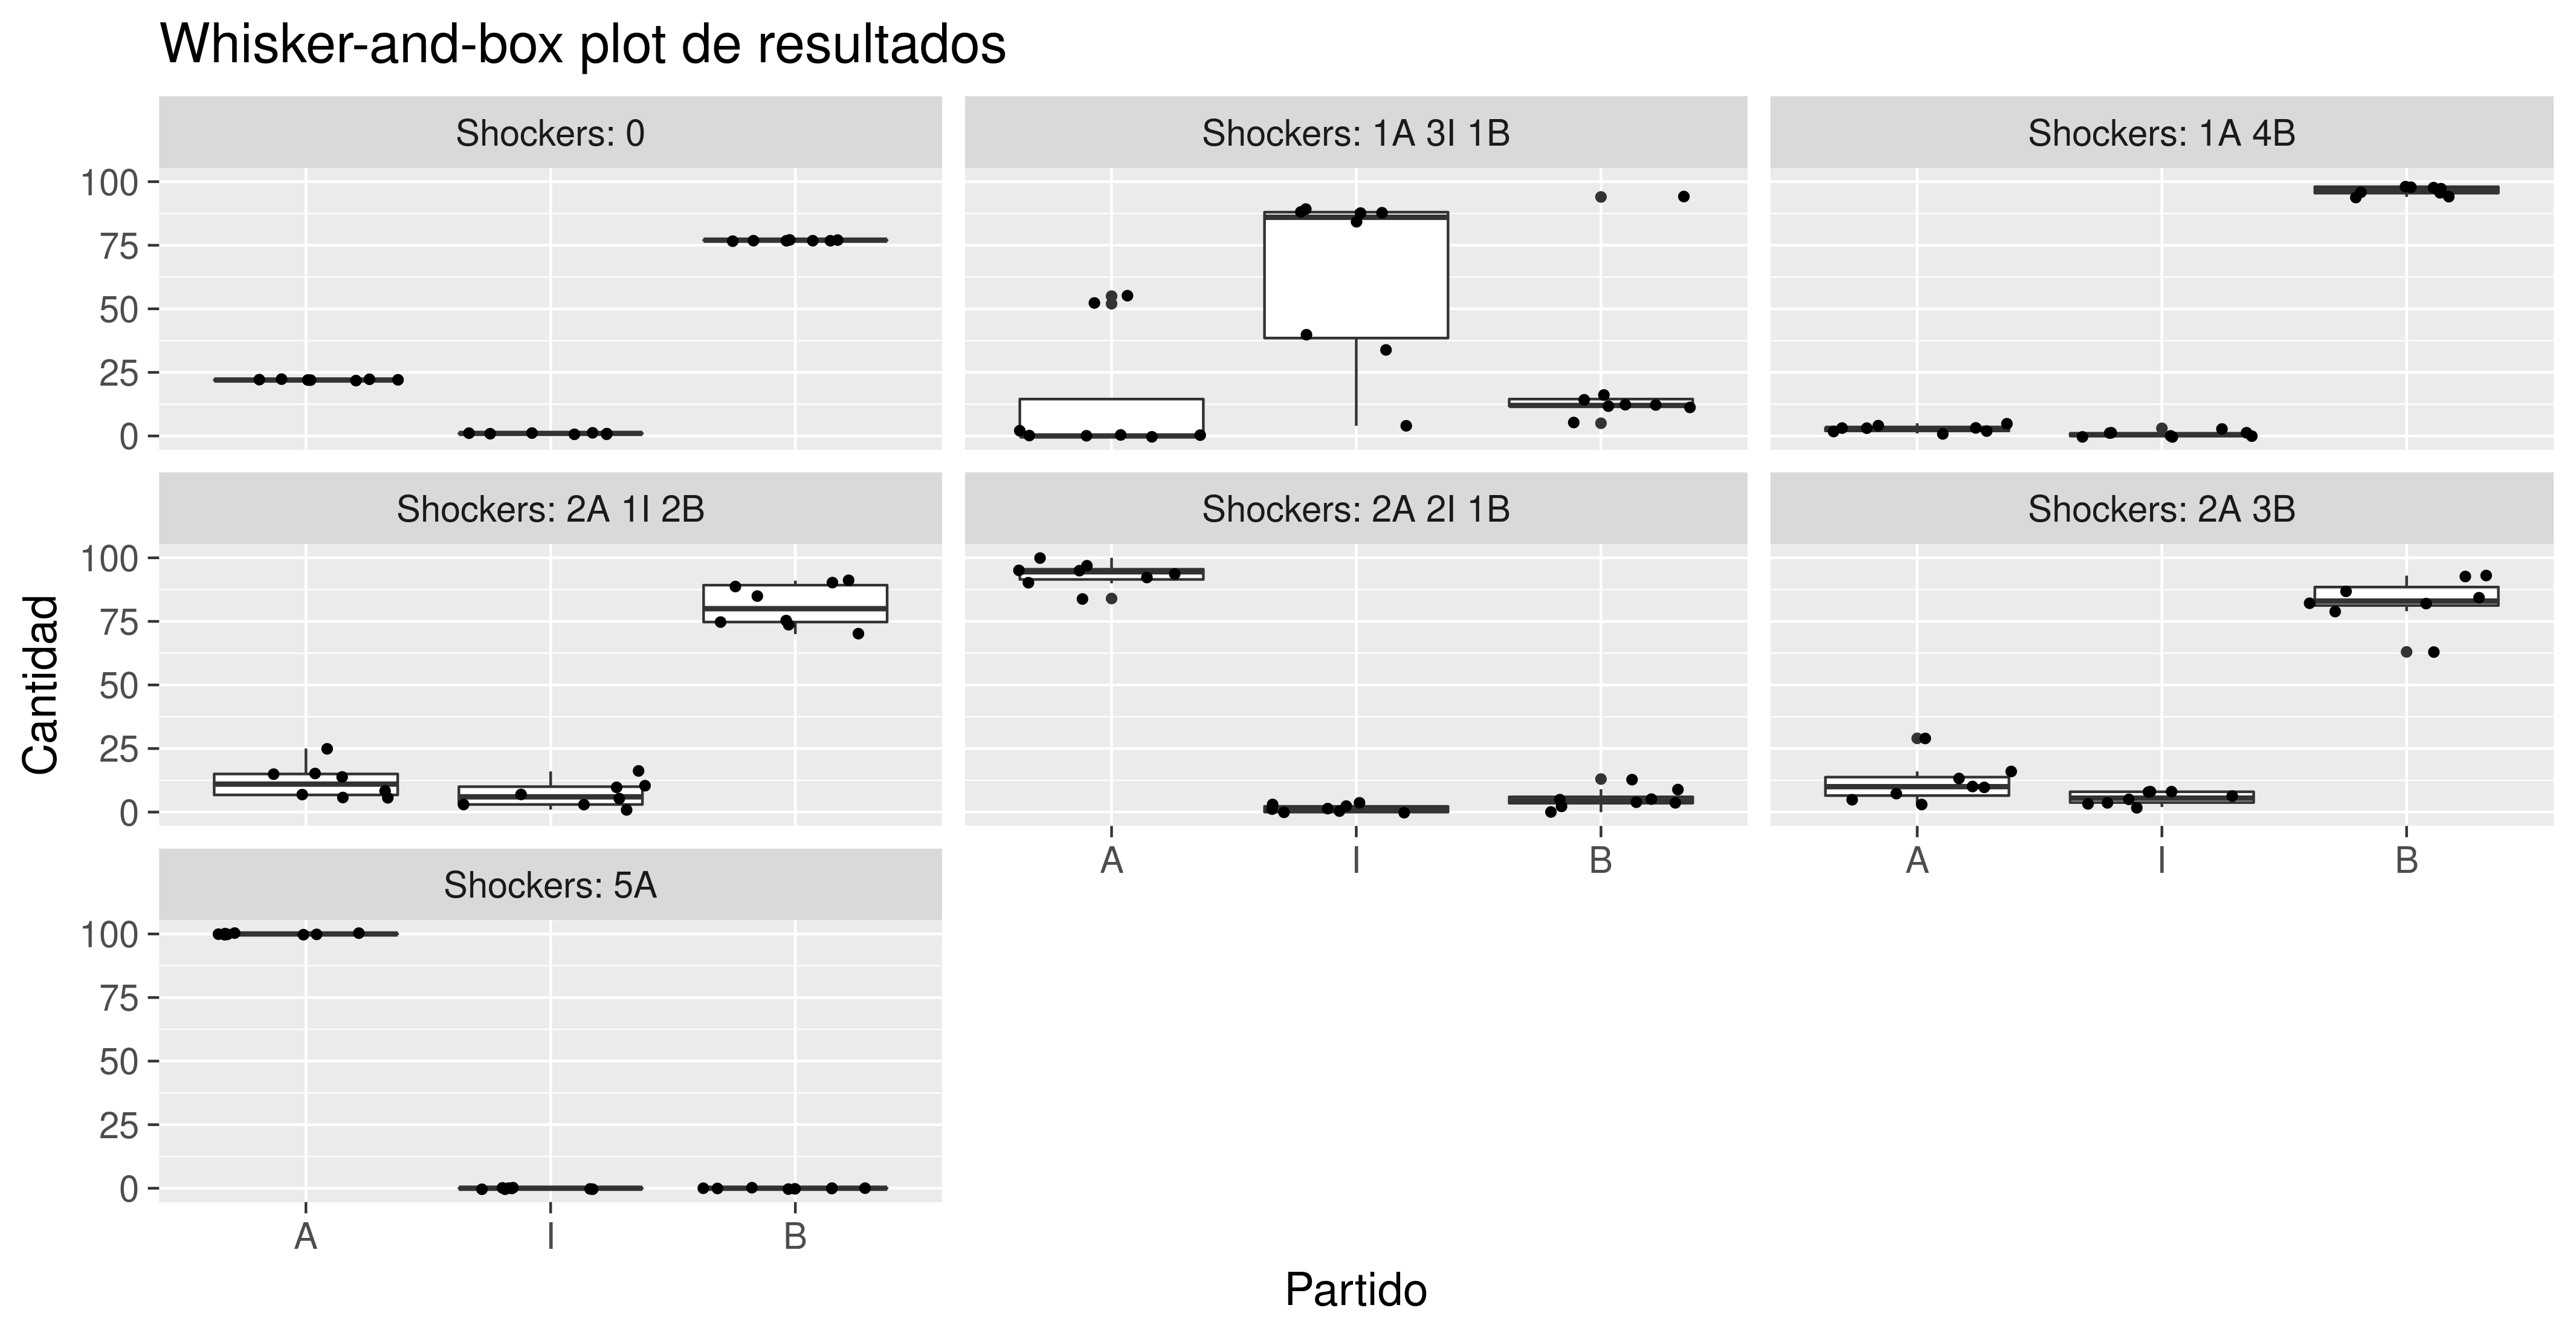 Whisker-and-box plot de resultados
Shockers: 0
Shockers: 1A 3I 1B
Shockers: 1A 4B
100
75
50
25
0
Shockers: 2A 1I 2B
Shockers: 2A 2I 1B
Shockers: 2A 3B
100
75
50
25
0
A I B
A I B
Shockers: 5A
100
75
50
25
0
A I B
Cantidad
Partido